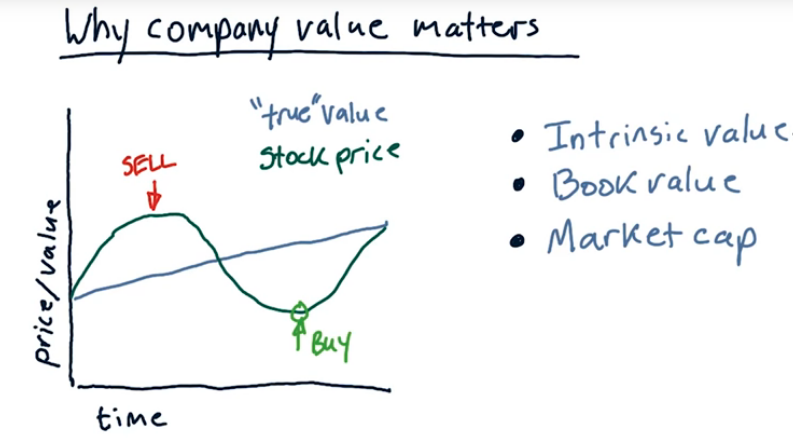 Why company value matters
"true" value
Stock price
SELL
BUY
price/value
time
• Intrinsic value
• Book value
• Market cap